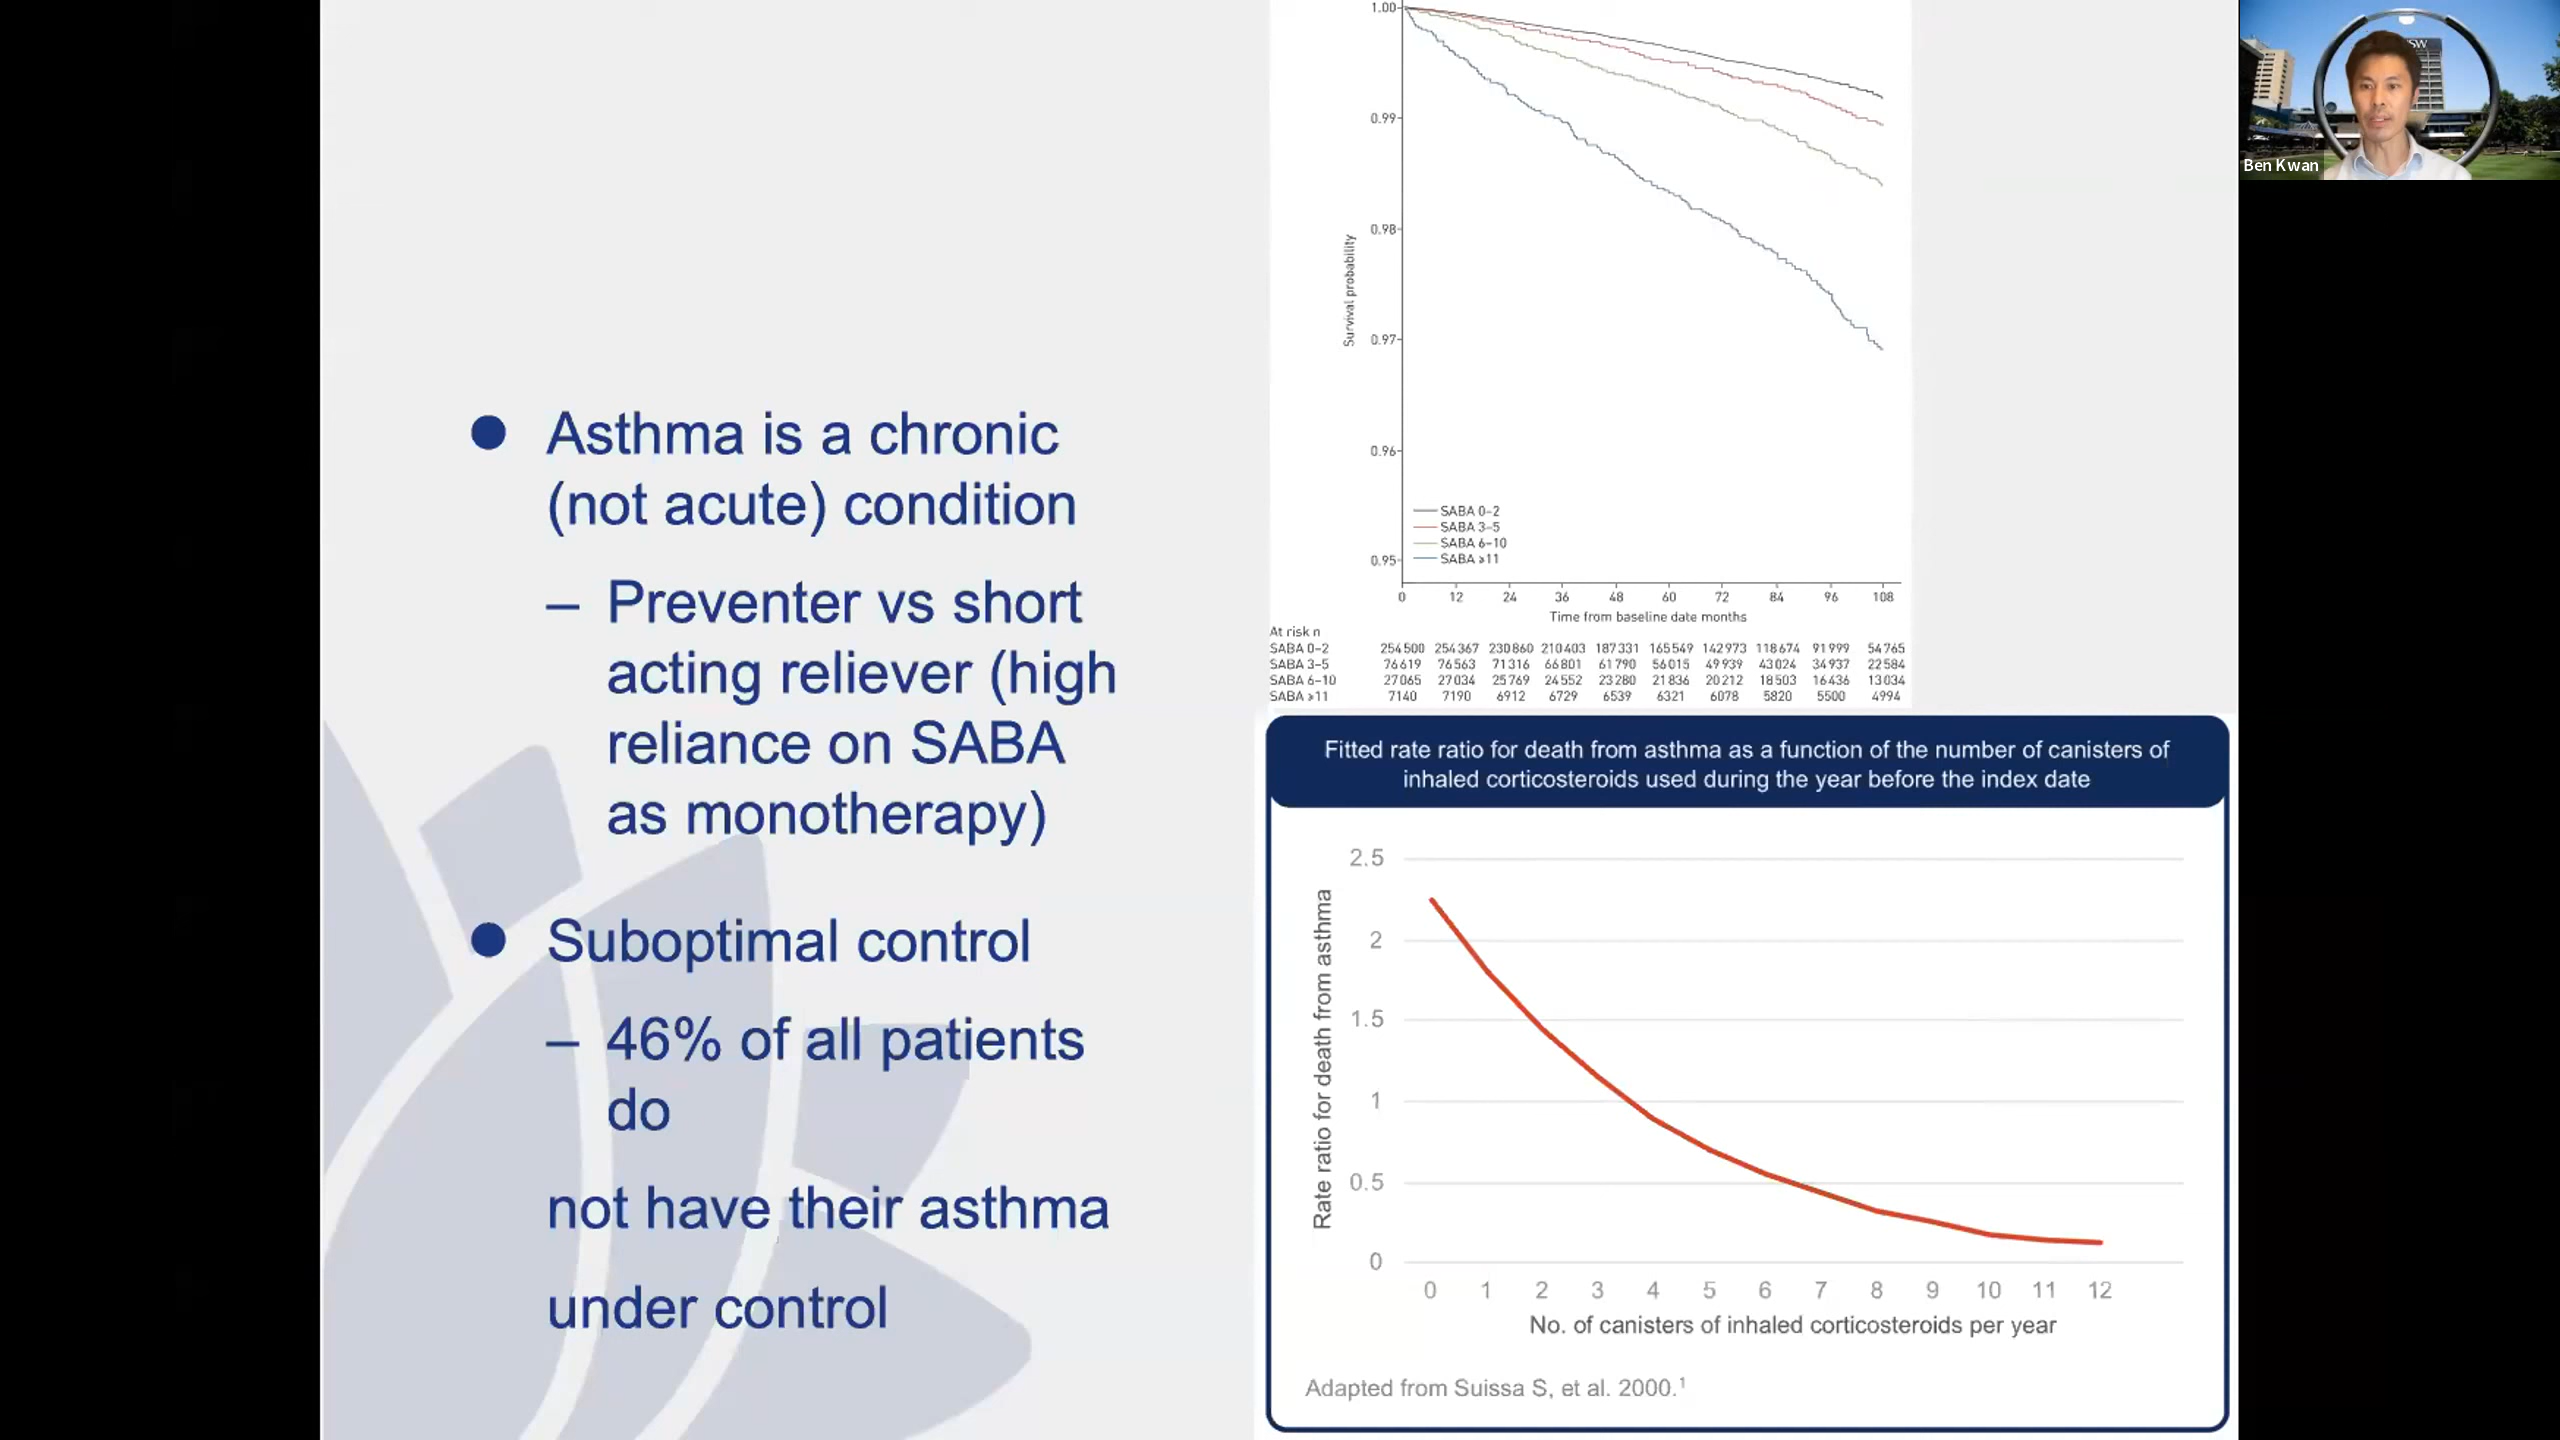 Asthma is a chronic
(not acute) condition
– Preventer vs short
acting reliever (high
reliance on SABA
as monotherapy)
Suboptimal control
– 46% of all patients
do
not have their asthma
under control
1.00
0.99
0.98
0.97
0.96
0.95
Survival probability
SABA 0–2
SABA 3–5
SABA 6–10
SABA ≥11
0 12 24 36 48 60 72 84 96 108
Time from baseline date months
At risk n
SABA 0–2 254500 254367 230860 210403 187331 165549 142973 118674 91999 54765
SABA 3–5 76619 76563 71316 66801 61790 56015 49939 43024 34937 22584
SABA 6–10 27065 27034 25769 24552 23280 21836 20212 18503 16436 13034
SABA ≥11 7140 7190 6912 6729 6539 6321 6078 5820 5500 4994
Fitted rate ratio for death from asthma as a function of the number of canisters of
inhaled corticosteroids used during the year before the index date
Rate ratio for death from asthma
2.5
2
1.5
1
0.5
0
0 1 2 3 4 5 6 7 8 9 10 11 12
No. of canisters of inhaled corticosteroids per year
Adapted from Suissa S, et al. 2000.¹
Ben Kwan